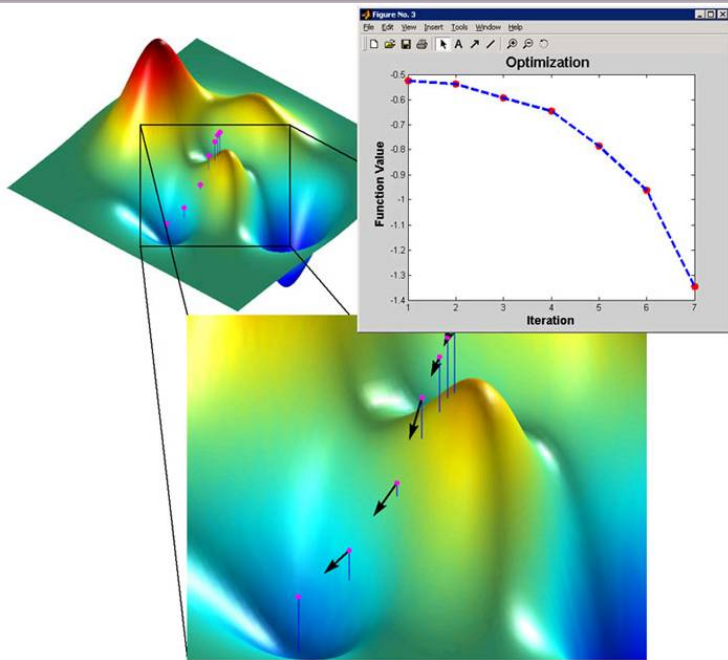 Figure No. 3
File Edit View Insert Tools Window Help
A
Optimization
-0.5
-0.6
-0.7
-0.8
-0.9
-1
-1.1
-1.2
-1.3
-1.4
Function Value
1 2 3 4 5 6 7
Iteration